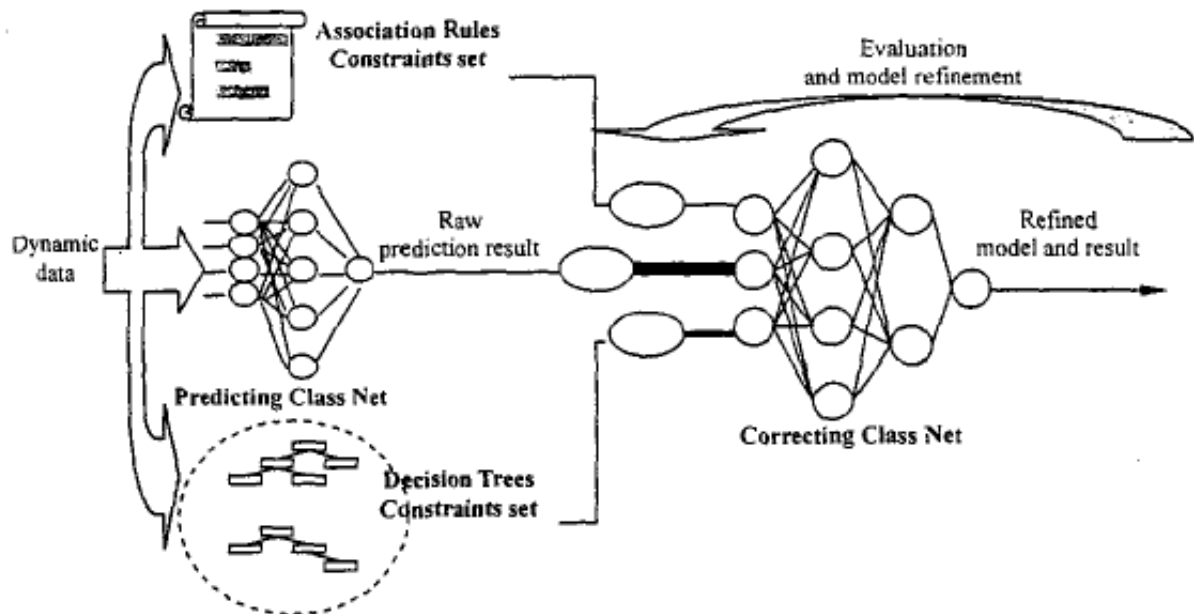 Association Rules
Constraints set
Evaluation
and model refinement
Dynamic
data
Raw
prediction result
Refined
model and result
Predicting Class Net
Correcting Class Net
Decision Trees
Constraints set